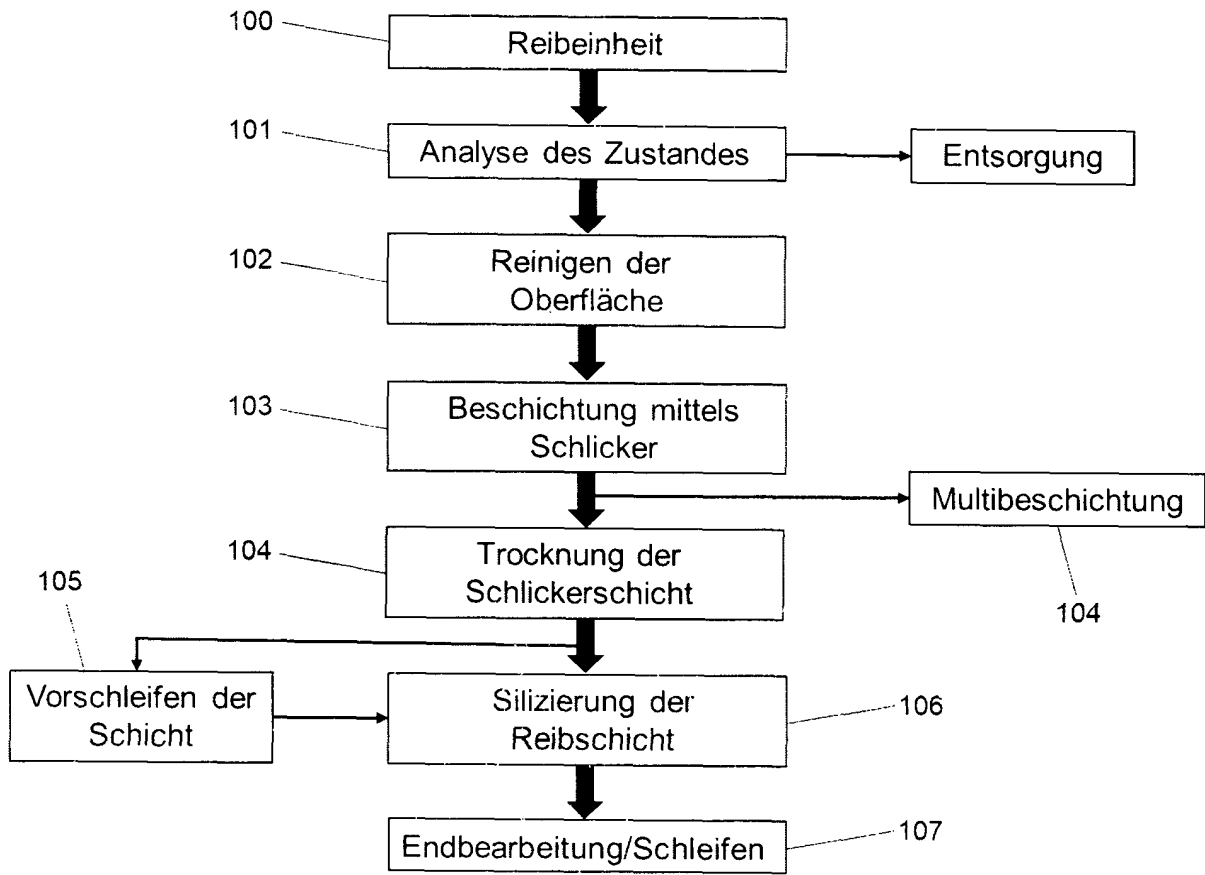 100
Reibeinheit
101
Analyse des Zustandes
Entsorgung
102
Reinigen der
Oberfläche
103
Beschichtung mittels
Schlicker
Multibeschichtung
104
Trocknung der
Schlickerschicht
104
105
Vorschleifen der
Schicht
Silizierung der
Reibschicht
106
Endbearbeitung/Schleifen
107